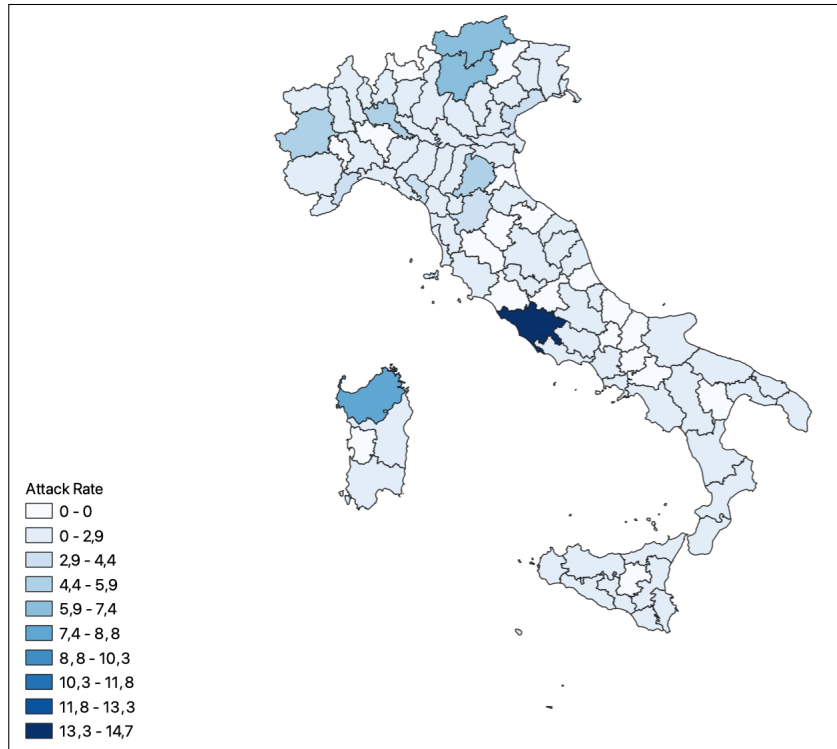 Attack Rate
0 - 0
0 - 2,9
2,9 - 4,4
4,4 - 5,9
5,9 - 7,4
7,4 - 8,8
8,8 - 10,3
10,3 - 11,8
11,8 - 13,3
13,3 - 14,7